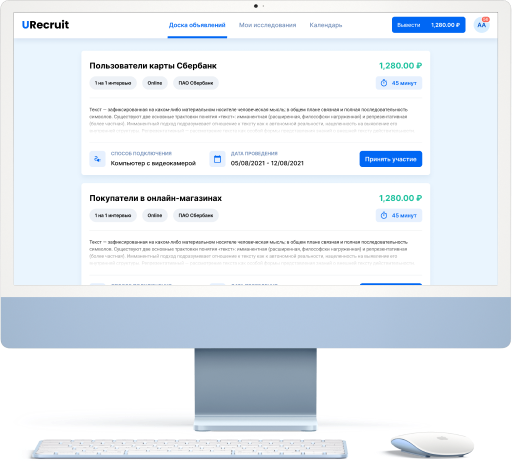 URecruit
Доска объявлений
Мои исследования
Календарь
Вывести 1,280.00 ₽
AA
Пользователи карты Сбербанк
1,280.00 ₽
1 на 1 интервью
Online
ПАО Сбербанк
45 минут
Текст — зафиксированная на каком-либо материальном носителе человеческая мысль; в общем плане связная и полная последовательность
символов. Существуют две основные трактовки понятия «текст»: имманентная (расширенная, философски нагруженная) и репрезентативная
(более частная). Имманентный подход подразумевает отношение к тексту как к автономной реальности, нацеленность на выявление его
СПОСОБ ПОДКЛЮЧЕНИЯ
Компьютер с видеокамерой
ДАТА ПРОВЕДЕНИЯ
05/08/2021 - 12/08/2021
Принять участие
Покупатели в онлайн-магазинах
1,280.00 ₽
1 на 1 интервью
Online
ПАО Сбербанк
45 минут
Текст — зафиксированная на каком-либо материальном носителе человеческая мысль; в общем плане связная и полная последовательность
символов. Существуют две основные трактовки понятия «текст»: имманентная (расширенная, философски нагруженная) и репрезентативная
(более частная). Имманентный подход подразумевает отношение к тексту как к автономной реальности, нацеленность на выявление его